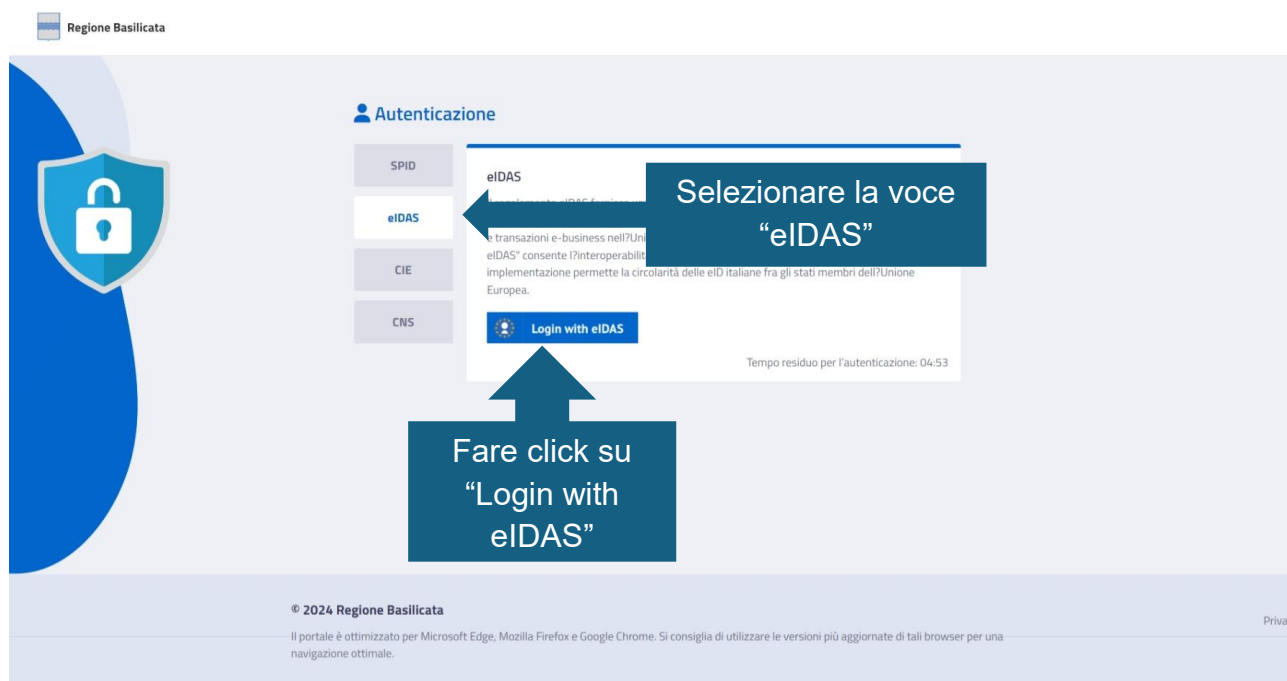 Regione Basilicata
Autenticazione
SPID
eIDAS
CIE
CNS
eIDAS
e transazioni e-business nell?Uni
eIDAS" consente l?interoperabilit
implementazione permette la circolarità delle eID italiane fra gli stati membri dell?Unione
Europea.
Login with eIDAS
Tempo residuo per l'autenticazione: 04:53
Selezionare la voce
“eIDAS”
Fare click su
“Login with
eIDAS”
© 2024 Regione Basilicata
Il portale è ottimizzato per Microsoft Edge, Mozilla Firefox e Google Chrome. Si consiglia di utilizzare le versioni più aggiornate di tali browser per una
navigazione ottimale.
Priva